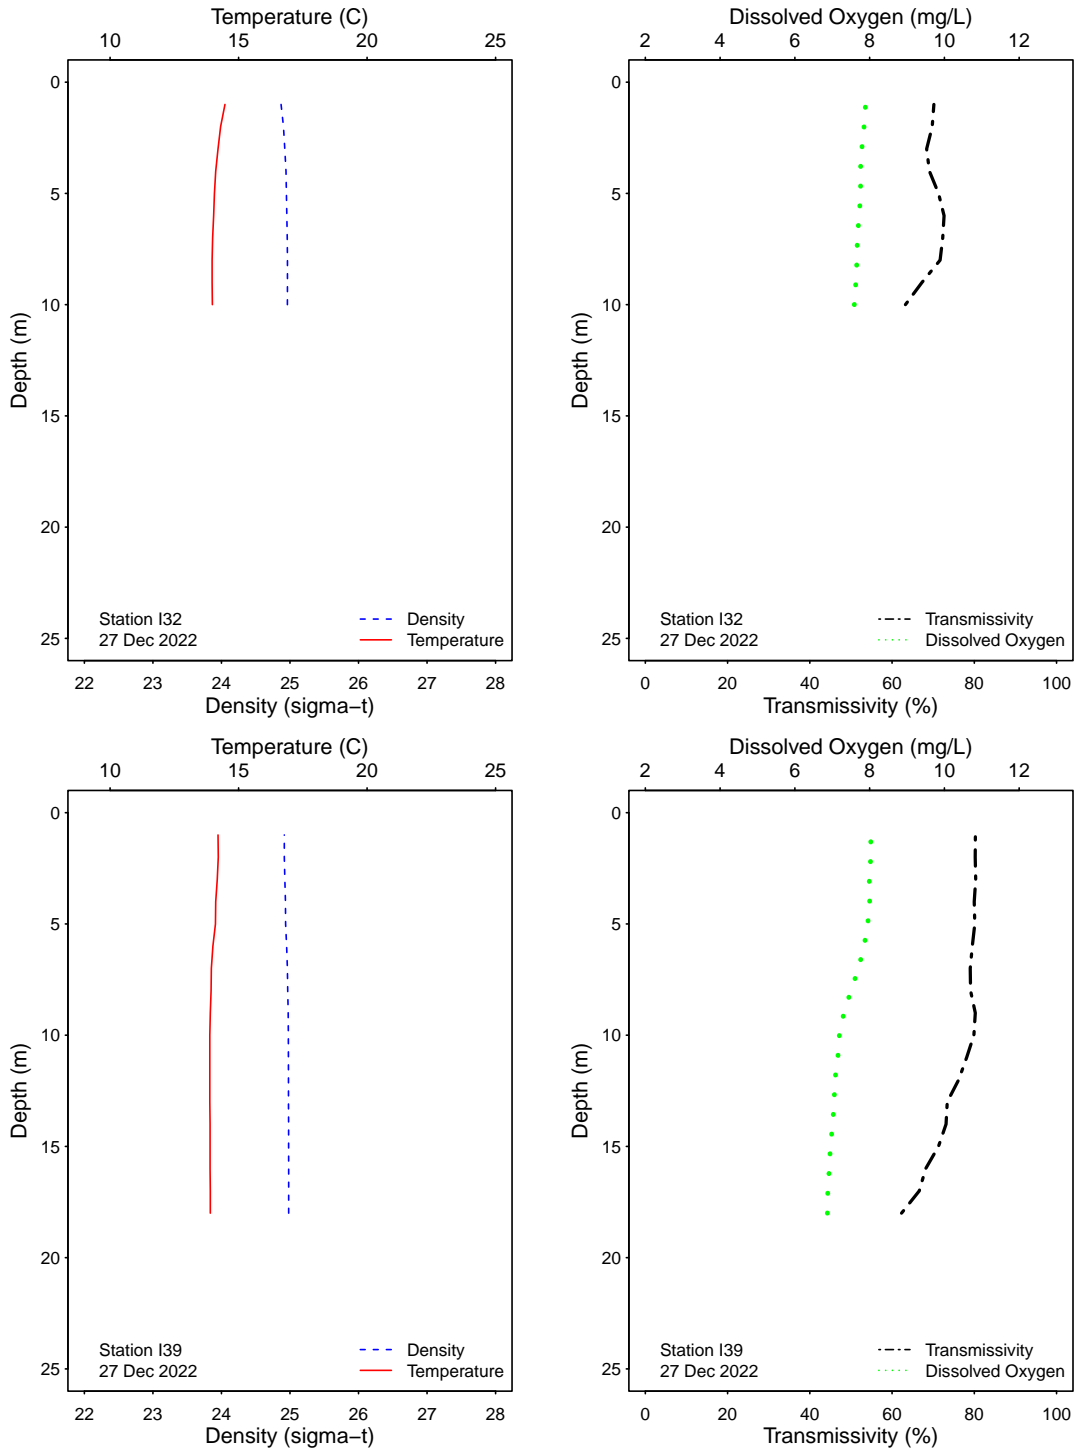 Temperature (C)
10 15 20 25
0
5
10
15
20
25
Depth (m)
Station I32
27 Dec 2022
Density
Temperature
22 23 24 25 26 27 28
Density (sigma−t)
Dissolved Oxygen (mg/L)
2 4 6 8 10 12
0
5
10
15
20
25
Depth (m)
Station I32
27 Dec 2022
Transmissivity
Dissolved Oxygen
0 20 40 60 80 100
Transmissivity (%)
Temperature (C)
10 15 20 25
0
5
10
15
20
25
Depth (m)
Station I39
27 Dec 2022
Density
Temperature
22 23 24 25 26 27 28
Density (sigma−t)
Dissolved Oxygen (mg/L)
2 4 6 8 10 12
0
5
10
15
20
25
Depth (m)
Station I39
27 Dec 2022
Transmissivity
Dissolved Oxygen
0 20 40 60 80 100
Transmissivity (%)